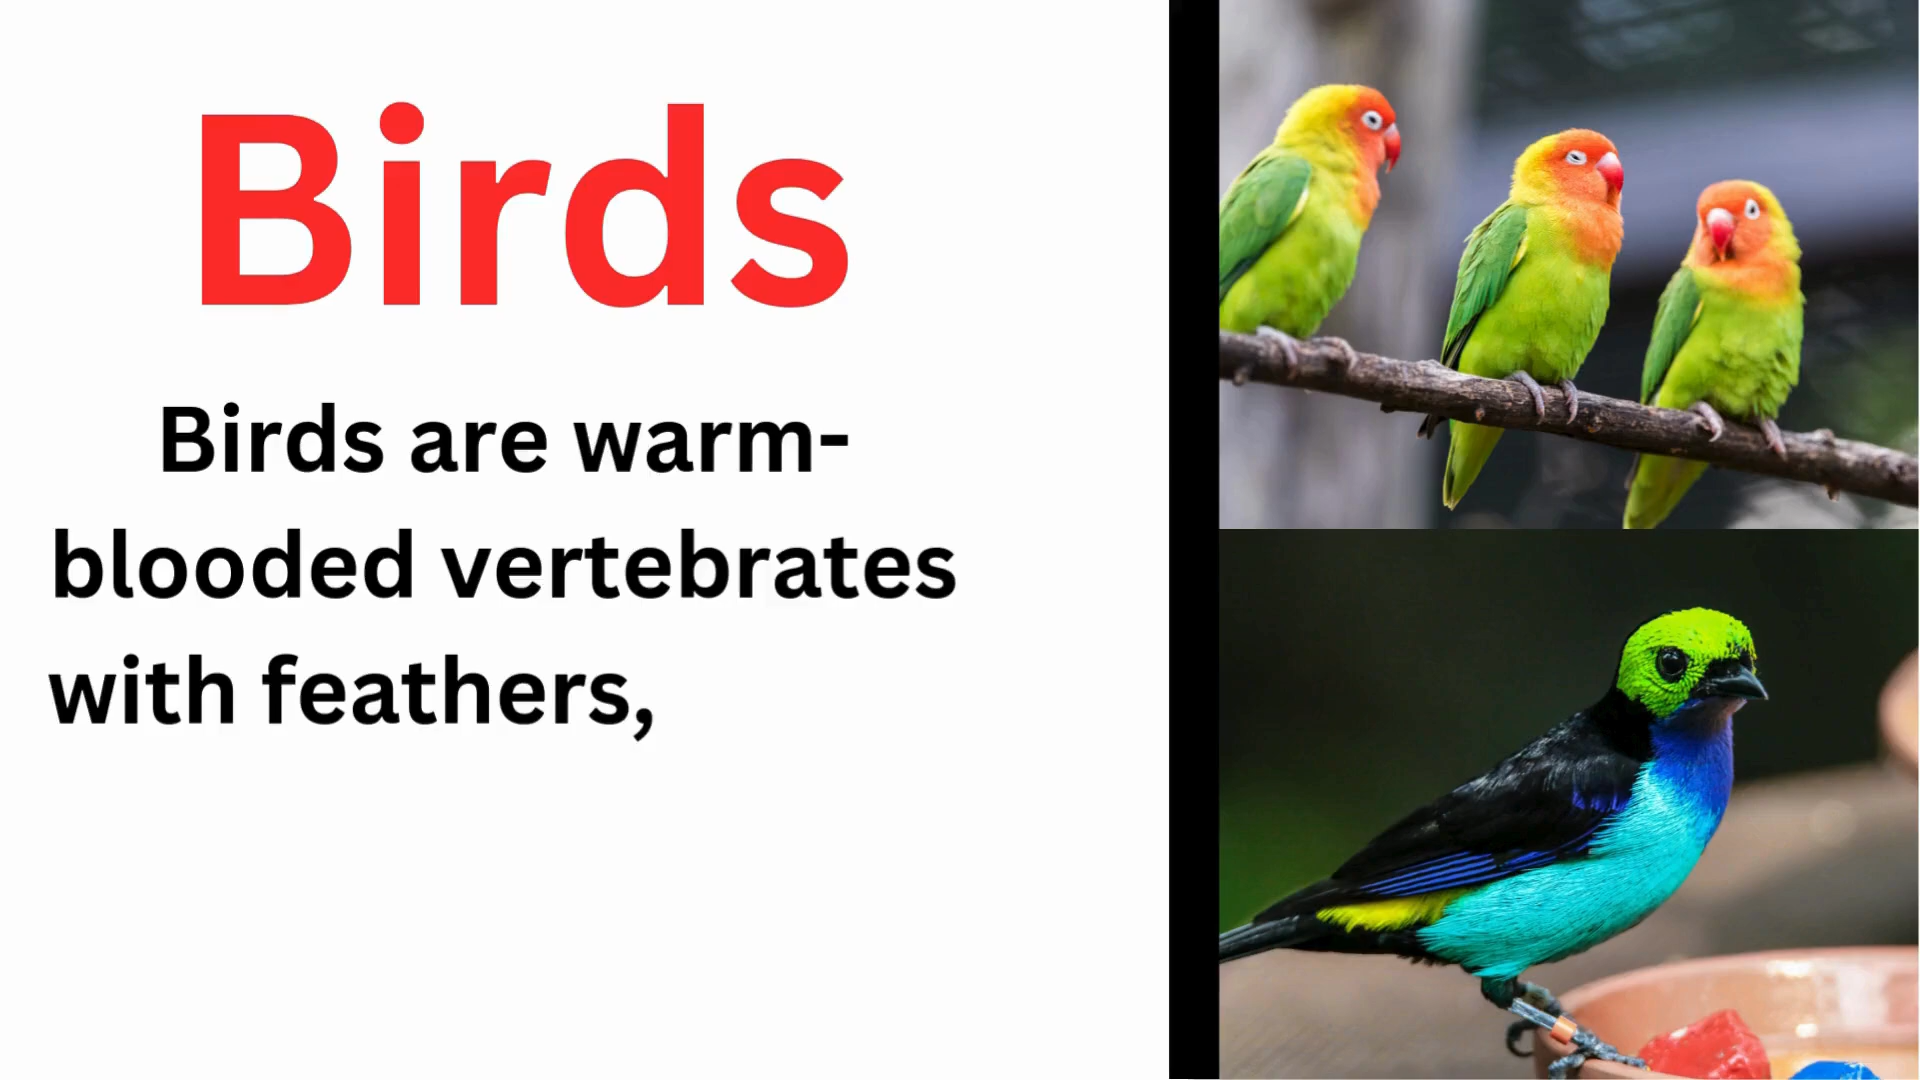 Birds
Birds are warm-
blooded vertebrates
with feathers,